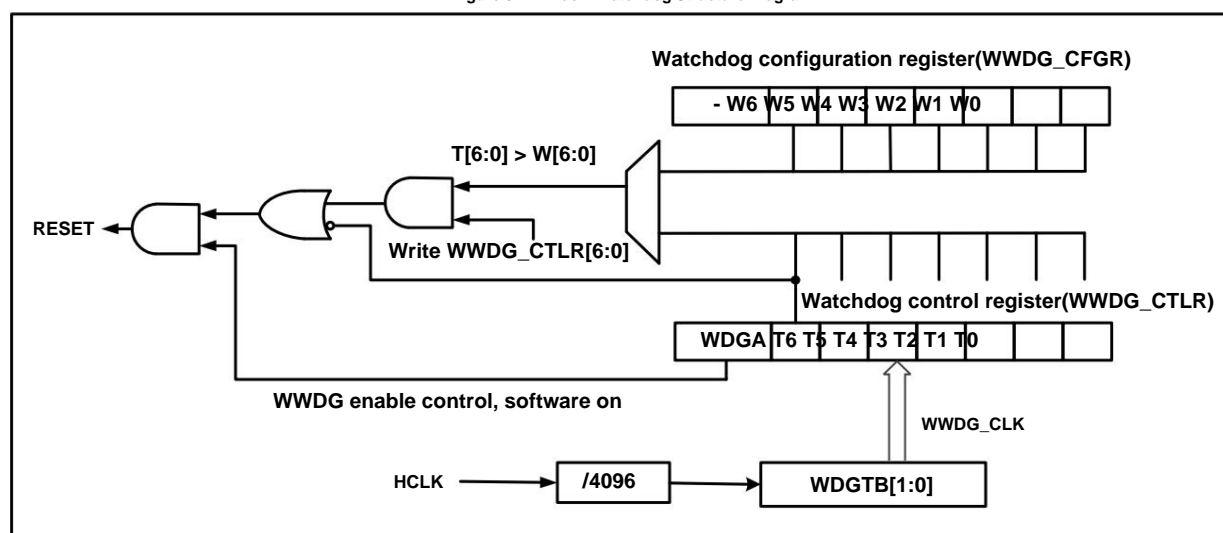 Watchdog configuration register(WWDG_CFGR)
- W6 W5 W4 W3 W2 W1 W0
T[6:0] > W[6:0]
RESET
Write WWDG_CTLR[6:0]
Watchdog control register(WWDG_CTLR)
WDGA T6 T5 T4 T3 T2 T1 T0
WWDG enable control, software on
WWDG_CLK
HCLK
/4096
WDGTB[1:0]